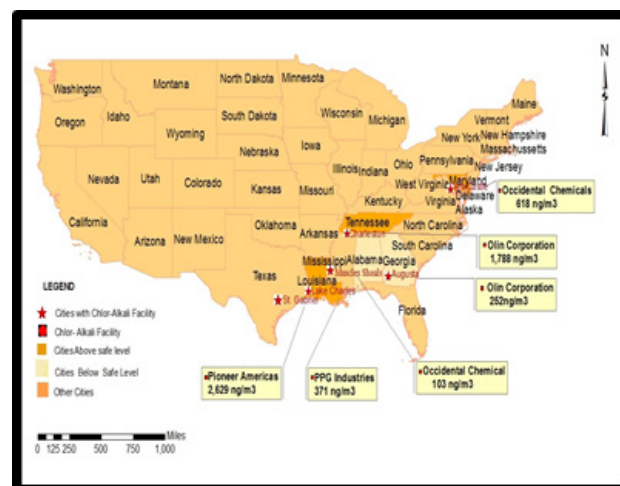 N
Washington
Montana
North Dakota
Minnesota
Maine
Oregon
Idaho
South Dakota
Wisconsin
Michigan
Vermont
New York
New Hampshire
Massachusetts
Wyoming
Nebraska
Iowa
Illinois
Indiana
Ohio
Pennsylvania
New Jersey
Nevada
Utah
Colorado
Kansas
Missouri
West Virginia
Maryland
Delaware
Kentucky
Virginia
Alaska
California
Arizona
New Mexico
Oklahoma
Arkansas
Tennessee
Charleston
North Carolina
South Carolina
Texas
Mississippi
Alabama
Georgia
Muscles Shoals
Augusta
Louisiana
Lake Charles
St. Gabriel
Florida
Occidental Chemicals
618 ng/m3
Olin Corporation
1,788 ng/m3
Olin Corporation
252ng/m3
Pioneer Americas
2,629 ng/m3
PPG Industries
371 ng/m3
Occidental Chemical
103 ng/m3
LEGEND
Cities with Chlor-Alkali Facility
Chlor- Alkali Facility
Cities Above safe level
Cities Below Safe Level
Other Cities
Miles
0 125 250 500 750 1,000